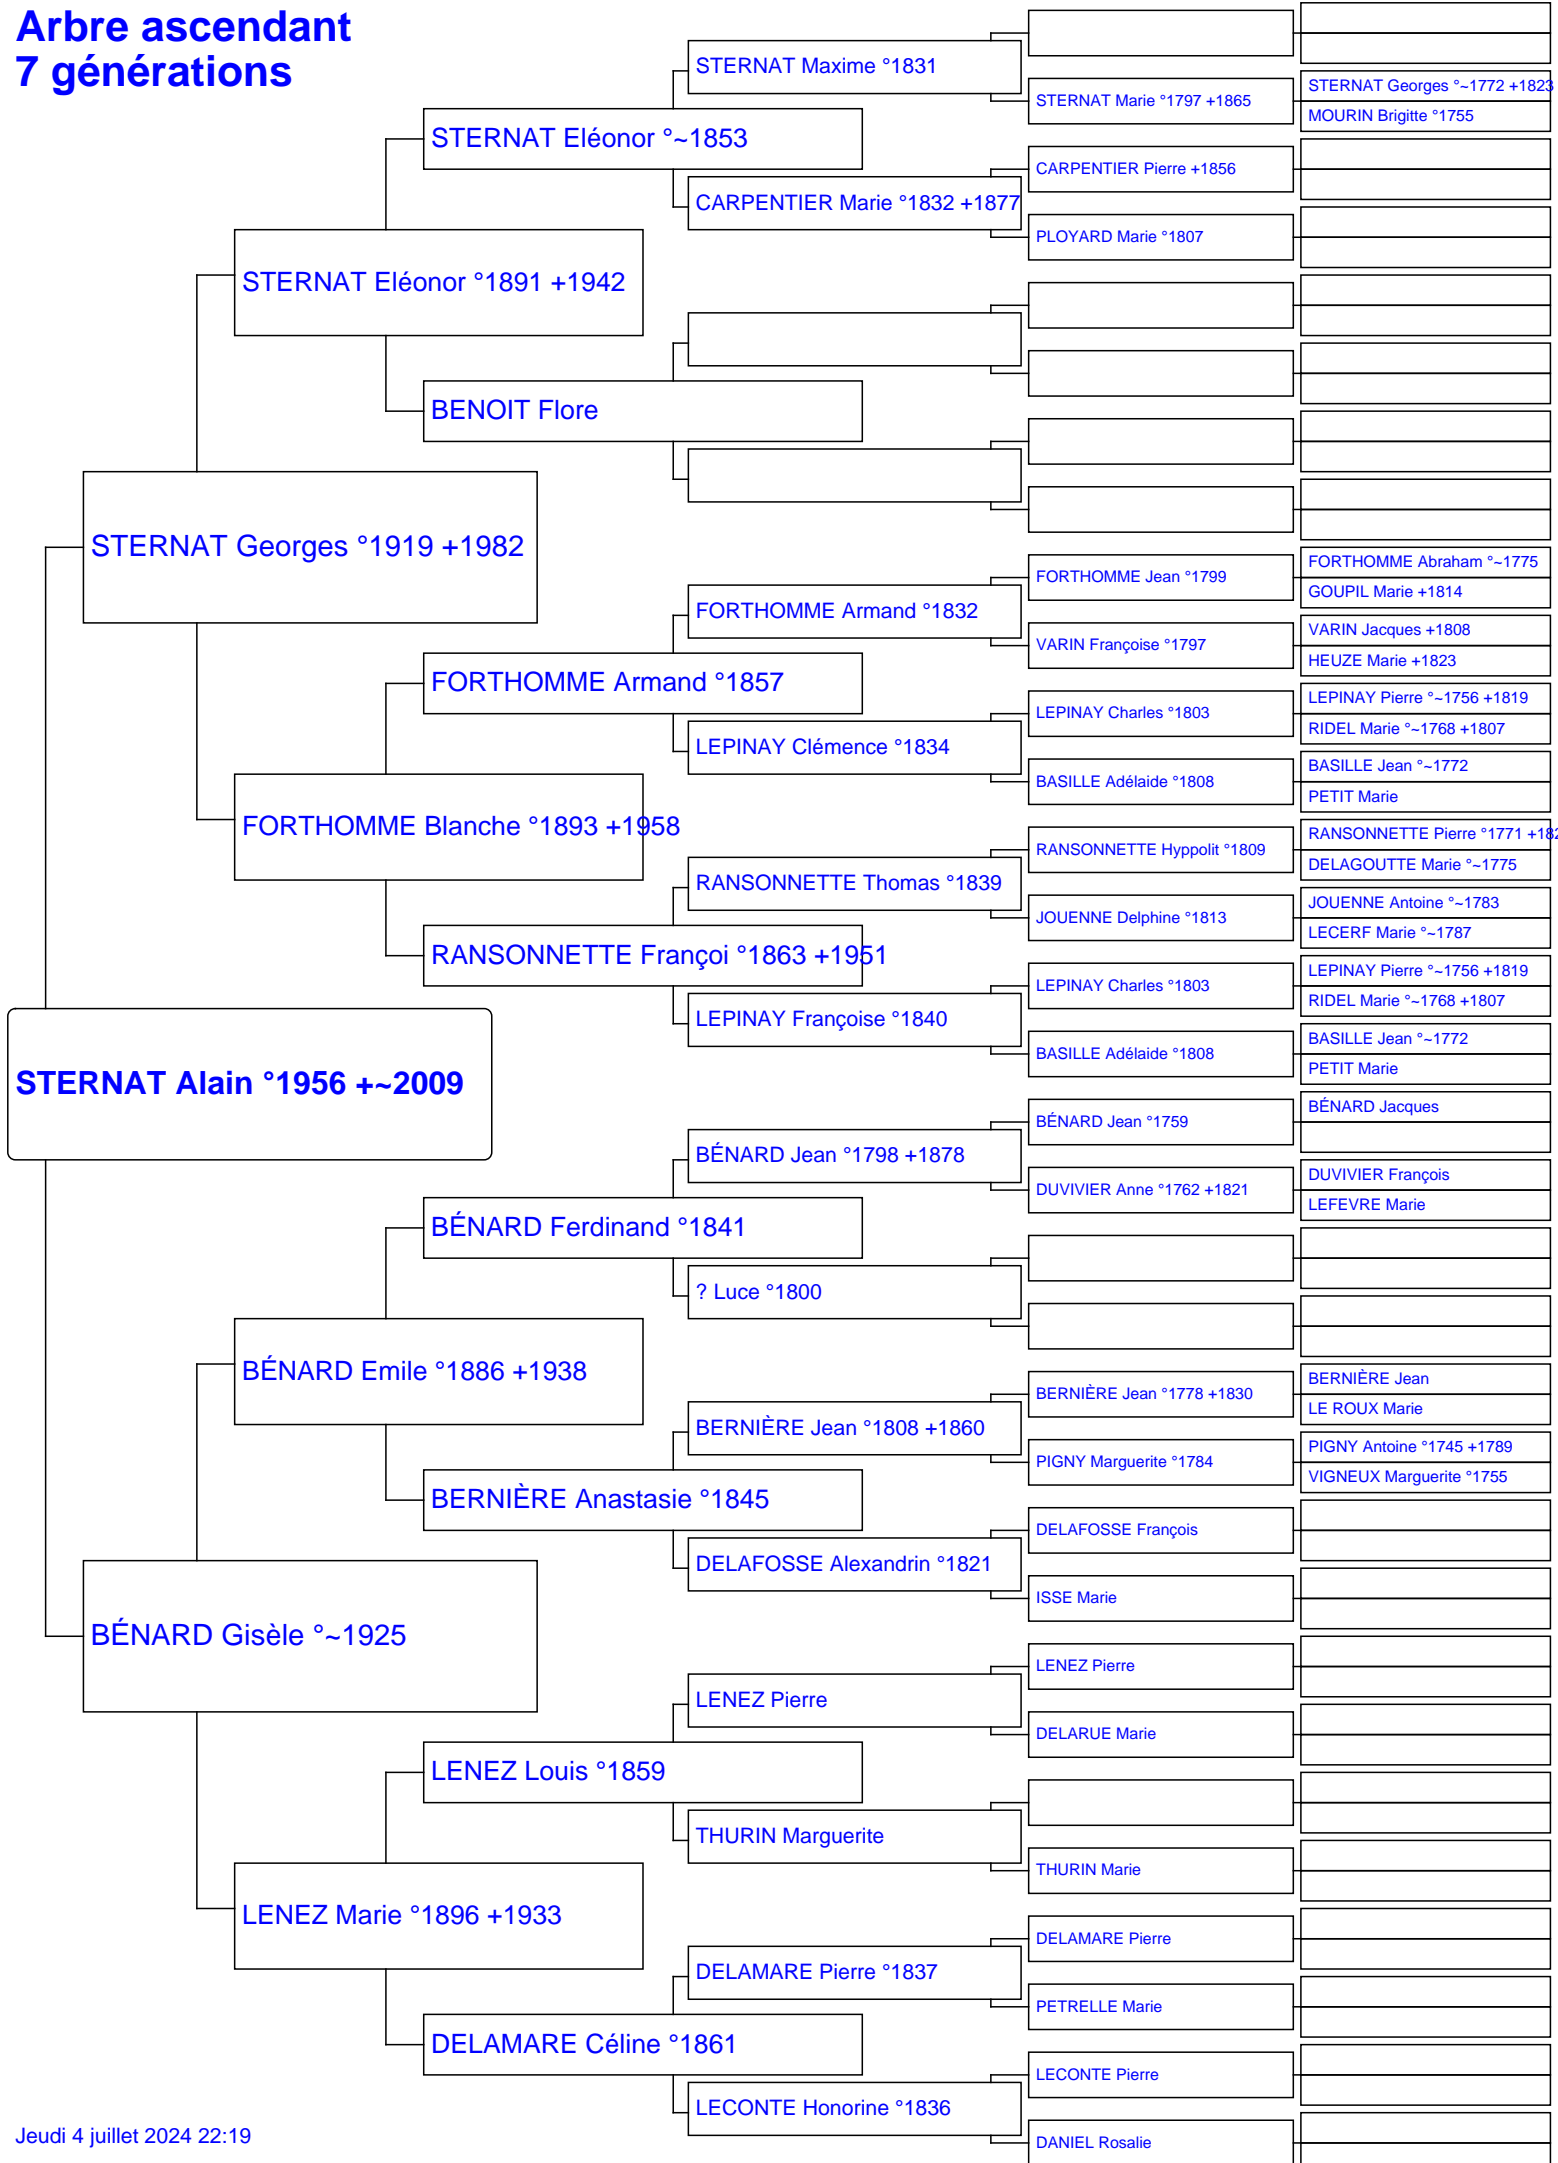 Arbre ascendant
7 générations
STERNAT Alain °1956 +~2009
STERNAT Georges °1919 +1982
BÉNARD Gisèle °~1925
STERNAT Eléonor °1891 +1942
FORTHOMME Blanche °1893 +1958
BÉNARD Emile °1886 +1938
LENEZ Marie °1896 +1933
STERNAT Eléonor °~1853
BENOIT Flore
FORTHOMME Armand °1857
RANSONNETTE Françoi °1863 +1951
BÉNARD Ferdinand °1841
BERNIÈRE Anastasie °1845
LENEZ Louis °1859
DELAMARE Céline °1861
STERNAT Maxime °1831
CARPENTIER Marie °1832 +1877
FORTHOMME Armand °1832
LEPINAY Clémence °1834
RANSONNETTE Thomas °1839
LEPINAY Françoise °1840
BÉNARD Jean °1798 +1878
? Luce °1800
BERNIÈRE Jean °1808 +1860
DELAFOSSE Alexandrin °1821
LENEZ Pierre
THURIN Marguerite
DELAMARE Pierre °1837
LECONTE Honorine °1836
STERNAT Marie °1797 +1865
CARPENTIER Pierre +1856
PLOYARD Marie °1807
FORTHOMME Jean °1799
VARIN Françoise °1797
LEPINAY Charles °1803
BASILLE Adélaide °1808
RANSONNETTE Hyppolit °1809
JOUENNE Delphine °1813
LEPINAY Charles °1803
BASILLE Adélaide °1808
BÉNARD Jean °1759
DUVIVIER Anne °1762 +1821
BERNIÈRE Jean °1778 +1830
PIGNY Marguerite °1784
DELAFOSSE François
ISSE Marie
LENEZ Pierre
DELARUE Marie
THURIN Marie
DELAMARE Pierre
PETRELLE Marie
LECONTE Pierre
DANIEL Rosalie
STERNAT Georges °~1772 +1823
MOURIN Brigitte °1755
FORTHOMME Abraham °~1775
GOUPIL Marie +1814
VARIN Jacques +1808
HEUZE Marie +1823
LEPINAY Pierre °~1756 +1819
RIDEL Marie °~1768 +1807
BASILLE Jean °~1772
PETIT Marie
RANSONNETTE Pierre °1771 +182
DELAGOUTTE Marie °~1775
JOUENNE Antoine °~1783
LECERF Marie °~1787
LEPINAY Pierre °~1756 +1819
RIDEL Marie °~1768 +1807
BASILLE Jean °~1772
PETIT Marie
BÉNARD Jacques
DUVIVIER François
LEFEVRE Marie
BERNIÈRE Jean
LE ROUX Marie
PIGNY Antoine °1745 +1789
VIGNEUX Marguerite °1755
Jeudi 4 juillet 2024 22:19